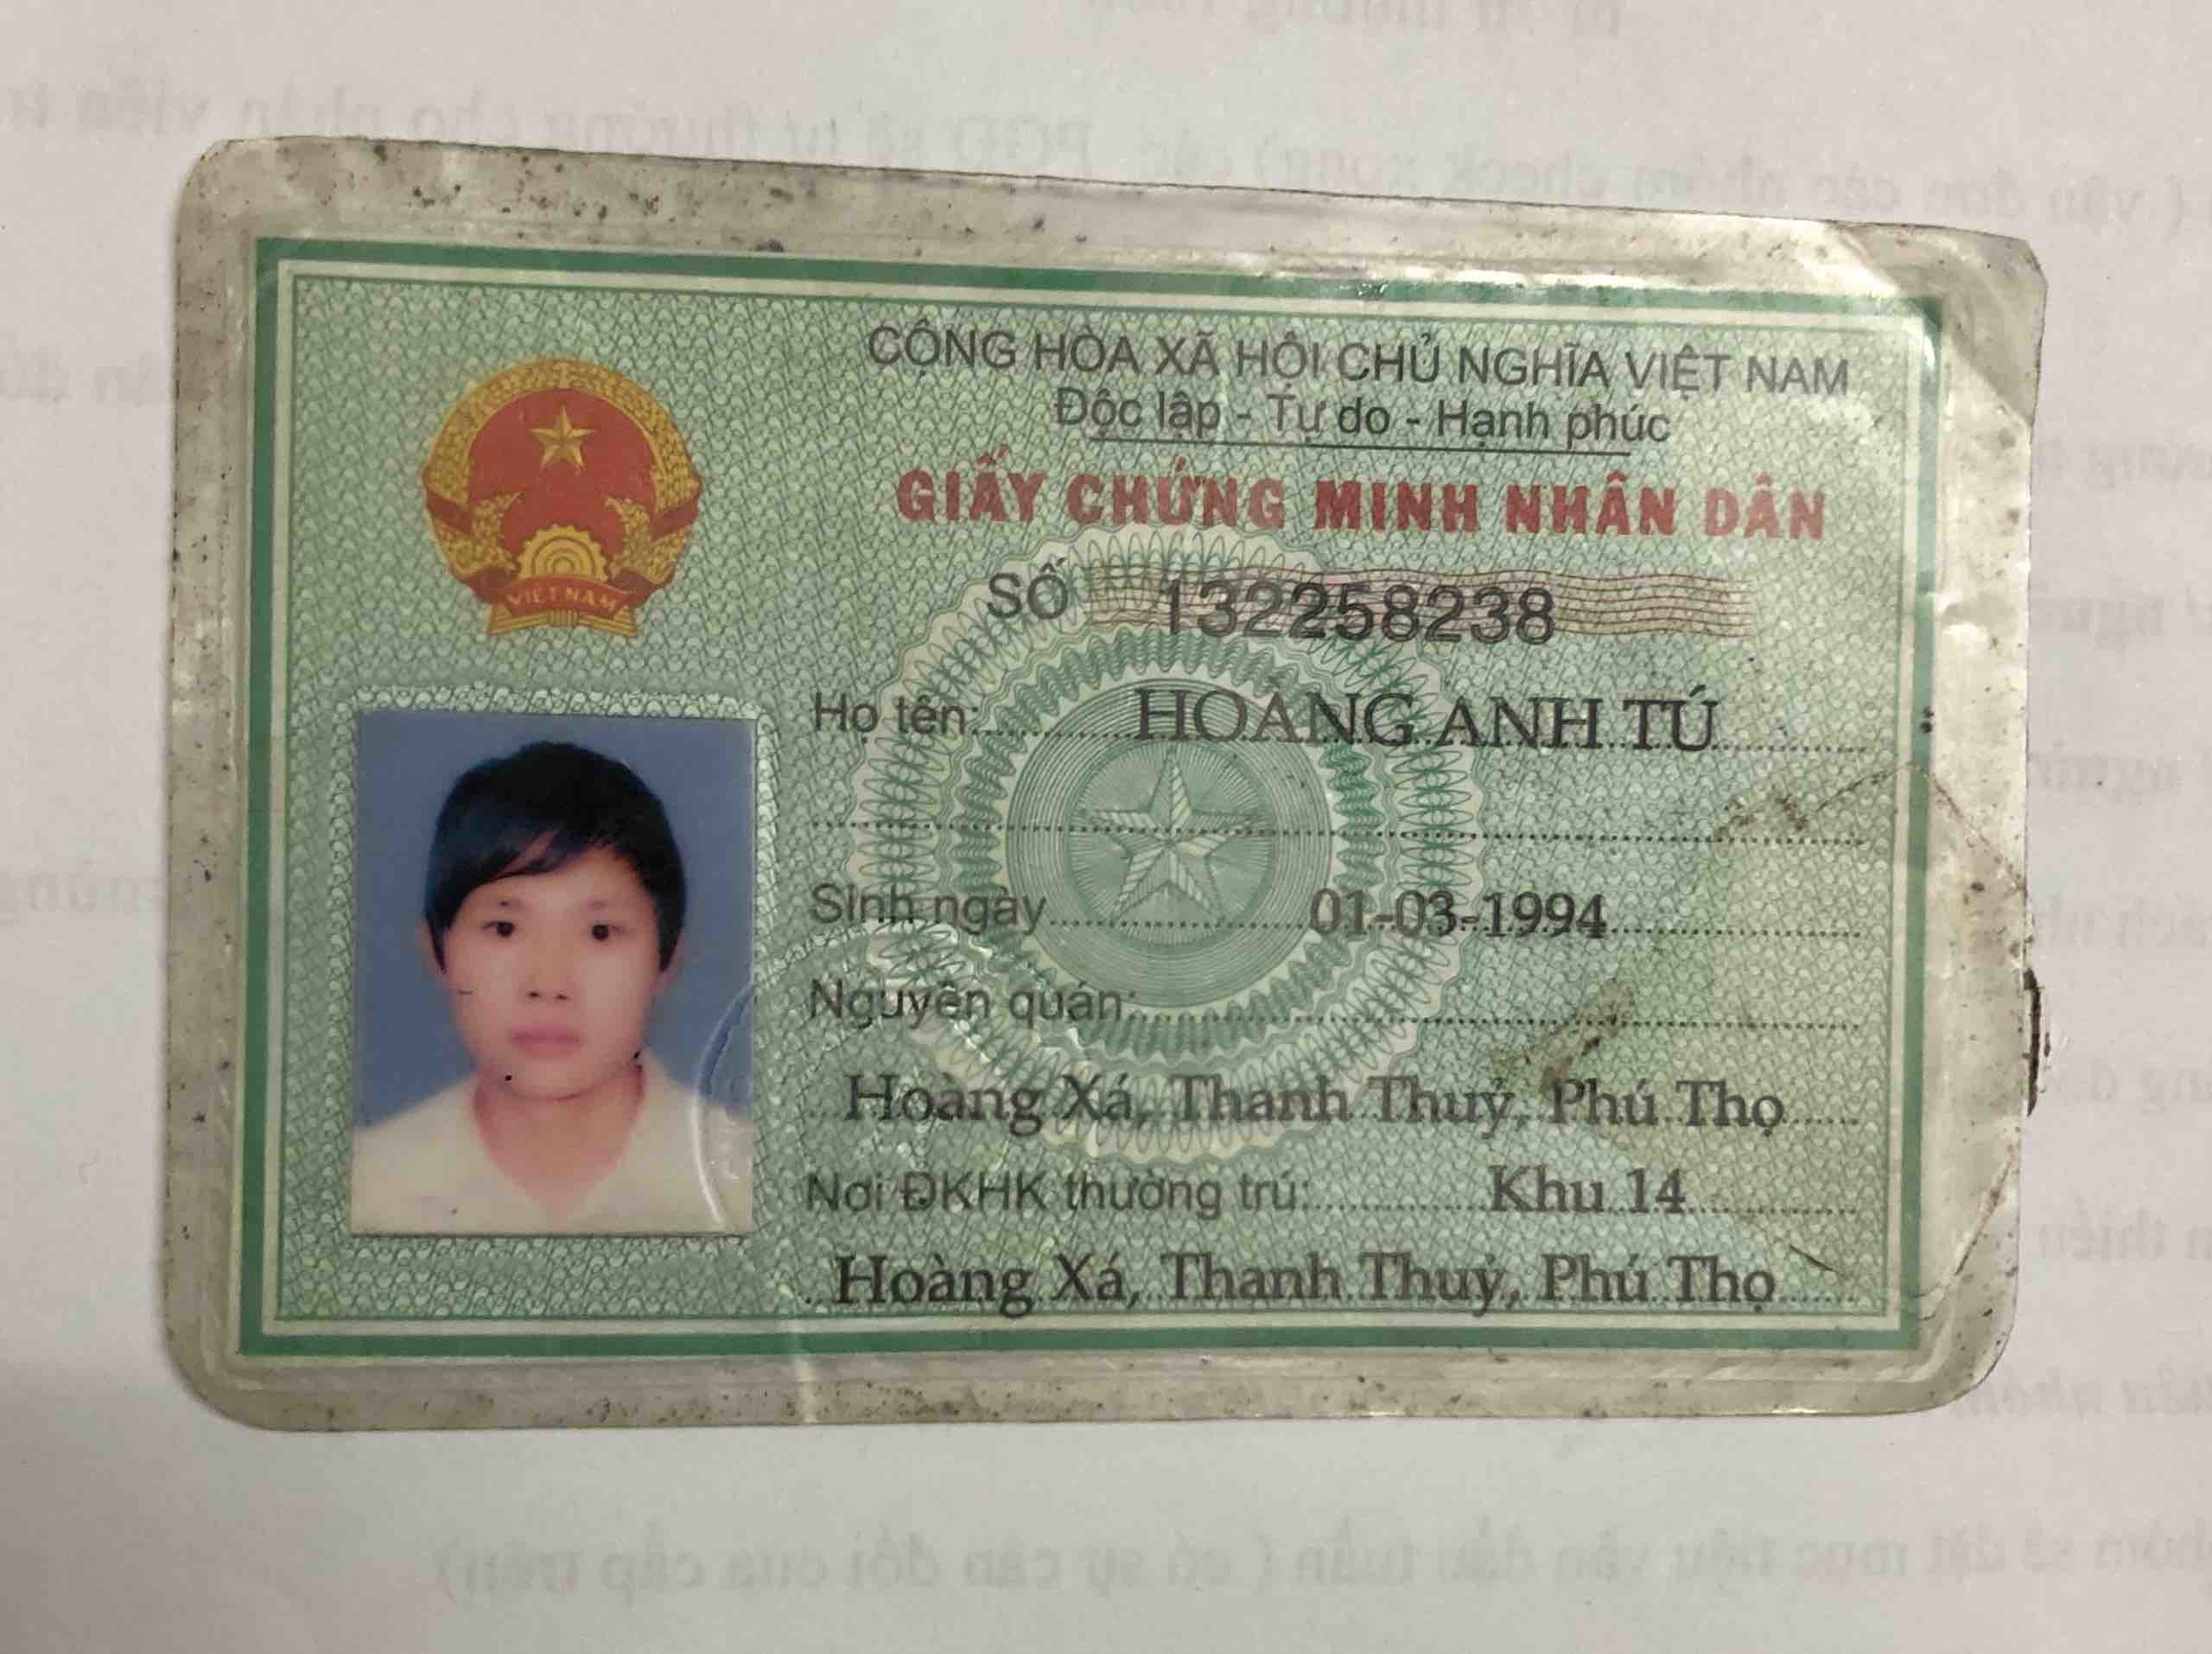 CỘNG HÒA XÃ HỘI CHỦ NGHĨA VIỆT NAM
Độc lập - Tự do - Hạnh phúc
GIẤY CHỨNG MINH NHÂN DÂN
VIỆT NAM
SỐ 132258238
Họ tên: HOÀNG ANH TÚ
Sinh ngày 01-03-1994
Nguyên quán:
Hoàng Xá, Thanh Thuỷ, Phú Thọ
Nơi ĐKHK thường trú: Khu 14
Hoàng Xá, Thanh Thuỷ, Phú Thọ